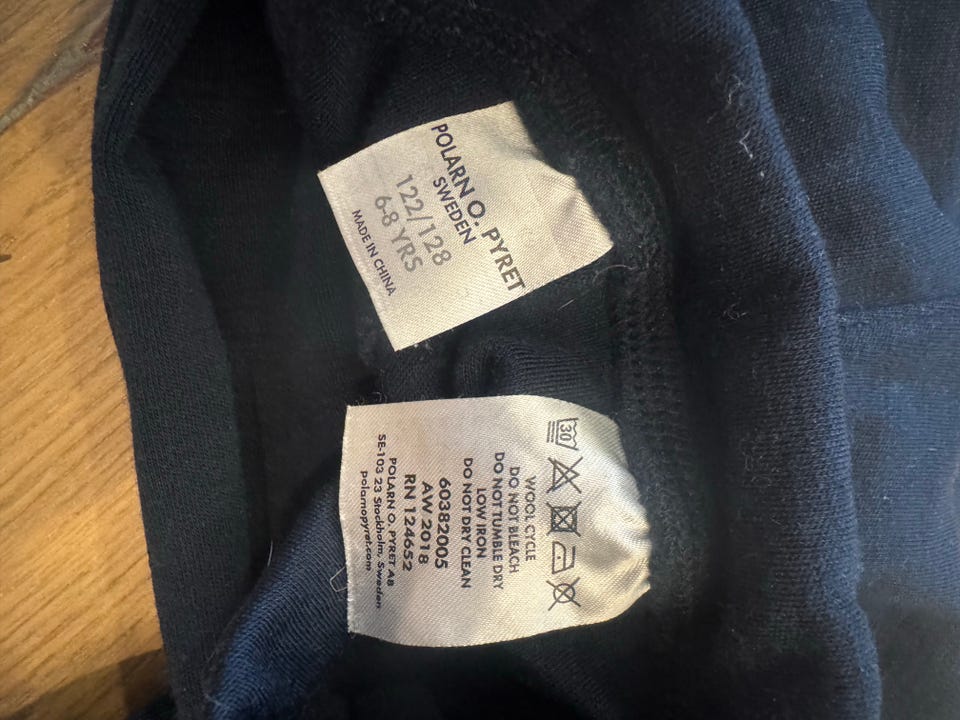 POLARN O. PYRET
SWEDEN
122/128
6-8 YRS
MADE IN CHINA
30
WOOL CYCLE
DO NOT BLEACH
DO NOT TUMBLE DRY
LOW IRON
DO NOT DRY CLEAN
60382005
AW 2018
RN 124652
POLARN O. PYRET AB
SE-103 23 Stockholm, Sweden
Polarnopyret.com